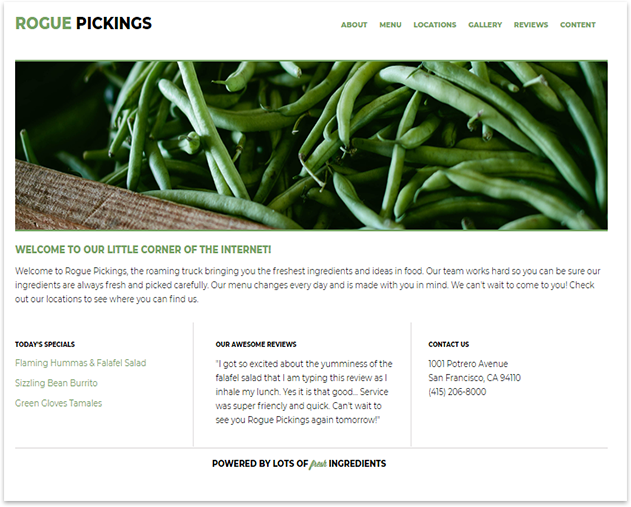 ROGUE PICKINGS
ABOUT MENU LOCATIONS GALLERY REVIEWS CONTENT
WELCOME TO OUR LITTLE CORNER OF THE INTERNET!
Welcome to Rogue Pickings, the roaming truck bringing you the freshest ingredients and ideas in food. Our team works hard so you can be sure our
ingredients are always fresh and picked carefully. Our menu changes every day and is made with you in mind. We can't wait to come to you! Check
out our locations to see where you can find us.
TODAY'S SPECIALS
Flaming Hummas & Falafel Salad
Sizzling Bean Burrito
Green Gloves Tamales
OUR AWESOME REVIEWS
"I got so excited about the yumminess of the
falafel salad that I am typing this review as I
inhale my lunch. Yes it is that good... Service
was super friencly and quick. Can't wait to
see you Rogue Pickings again tomorrow!"
CONTACT US
1001 Potrero Avenue
San Francisco, CA 94110
(415) 206-8000
POWERED BY LOTS OF fresh INGREDIENTS